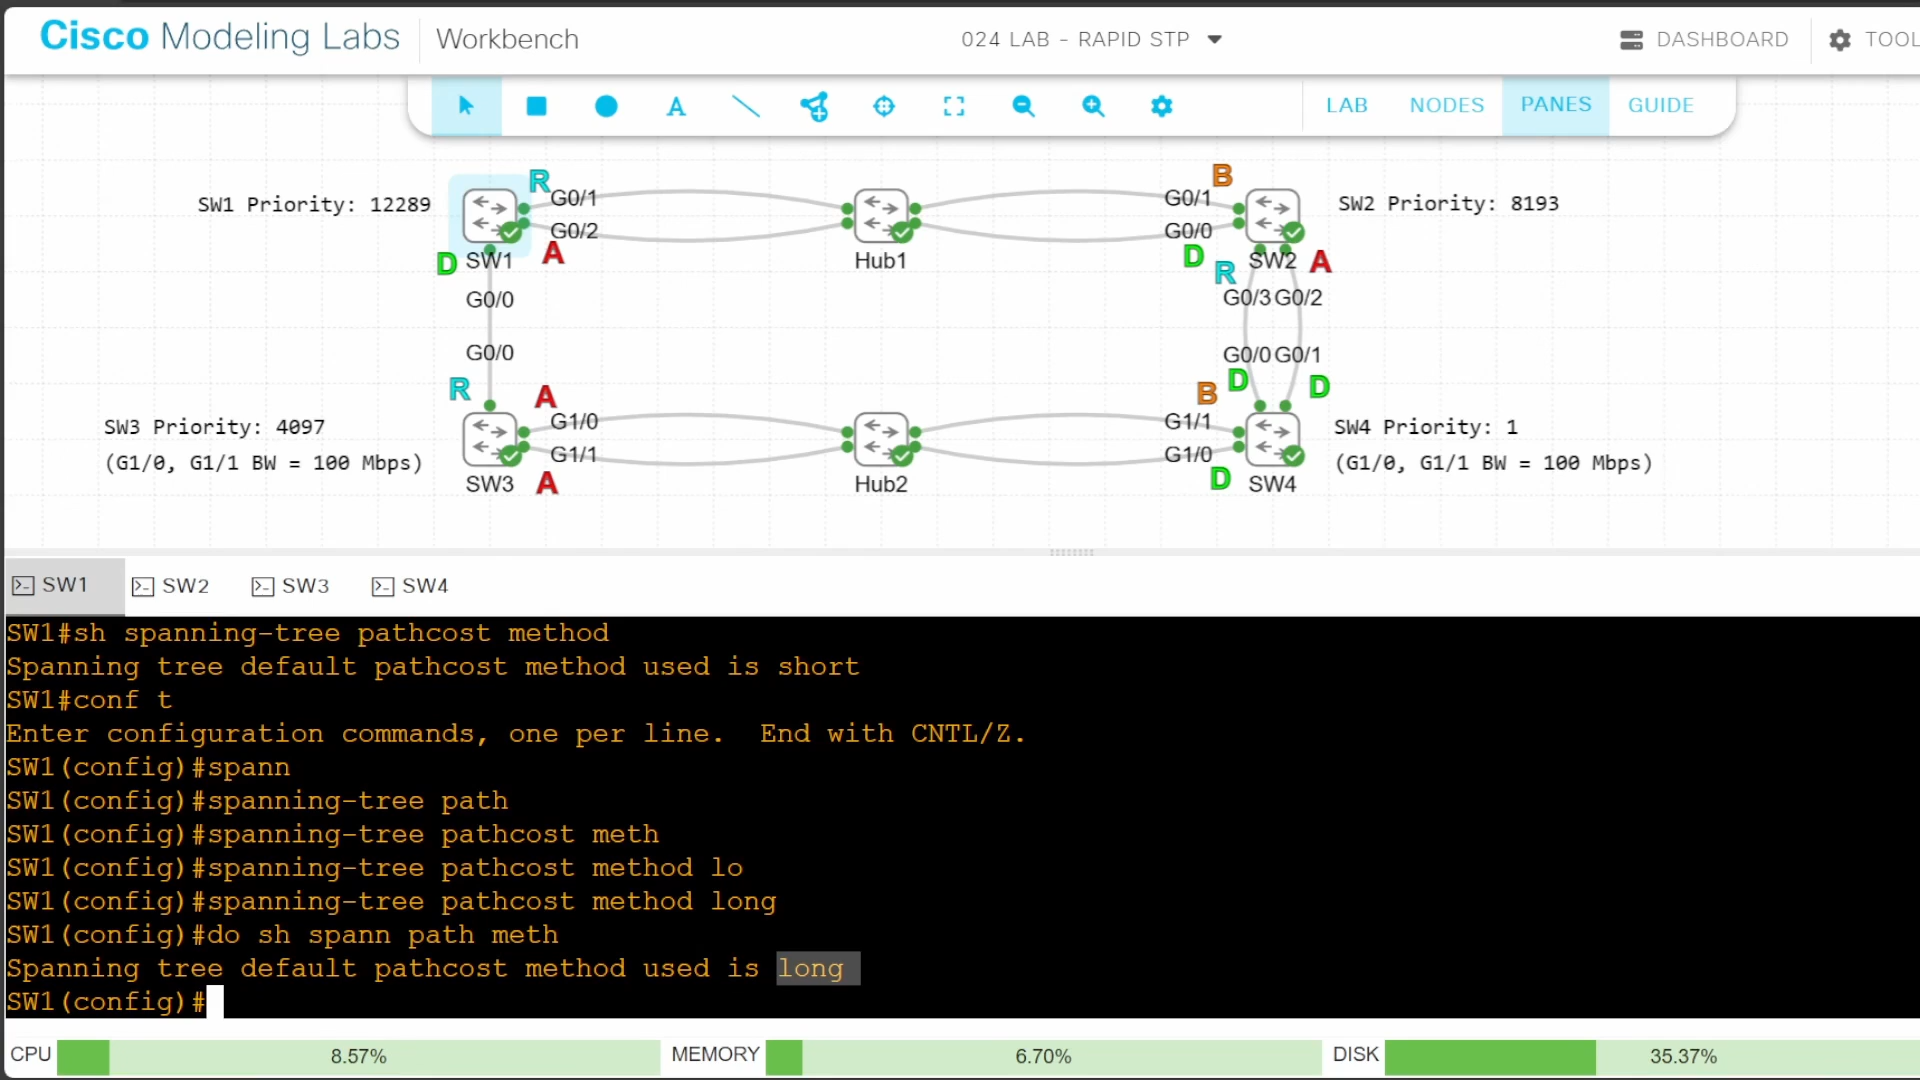 Cisco Modeling Labs Workbench 024 LAB - RAPID STP DASHBOARD TOOL
A LAB NODES PANES GUIDE
SW1 Priority: 12289
R G0/1
G0/2
D SW1 A
Hub1
B
G0/1
G0/0
D R SW2 A
SW2 Priority: 8193
G0/0
G0/3 G0/2
G0/0
G0/0 G0/1
R A
B D D
SW3 Priority: 4097
(G1/0, G1/1 BW = 100 Mbps)
G1/0
G1/1
SW3 A
Hub2
G1/1
G1/0
D SW4
SW4 Priority: 1
(G1/0, G1/1 BW = 100 Mbps)
SW1 SW2 SW3 SW4
SW1#sh spanning-tree pathcost method
Spanning tree default pathcost method used is short
SW1#conf t
Enter configuration commands, one per line.  End with CNTL/Z.
SW1(config)#spann
SW1(config)#spanning-tree path
SW1(config)#spanning-tree pathcost meth
SW1(config)#spanning-tree pathcost method lo
SW1(config)#spanning-tree pathcost method long
SW1(config)#do sh spann path meth
Spanning tree default pathcost method used is long
SW1(config)#
CPU 8.57% MEMORY 6.70% DISK 35.37%